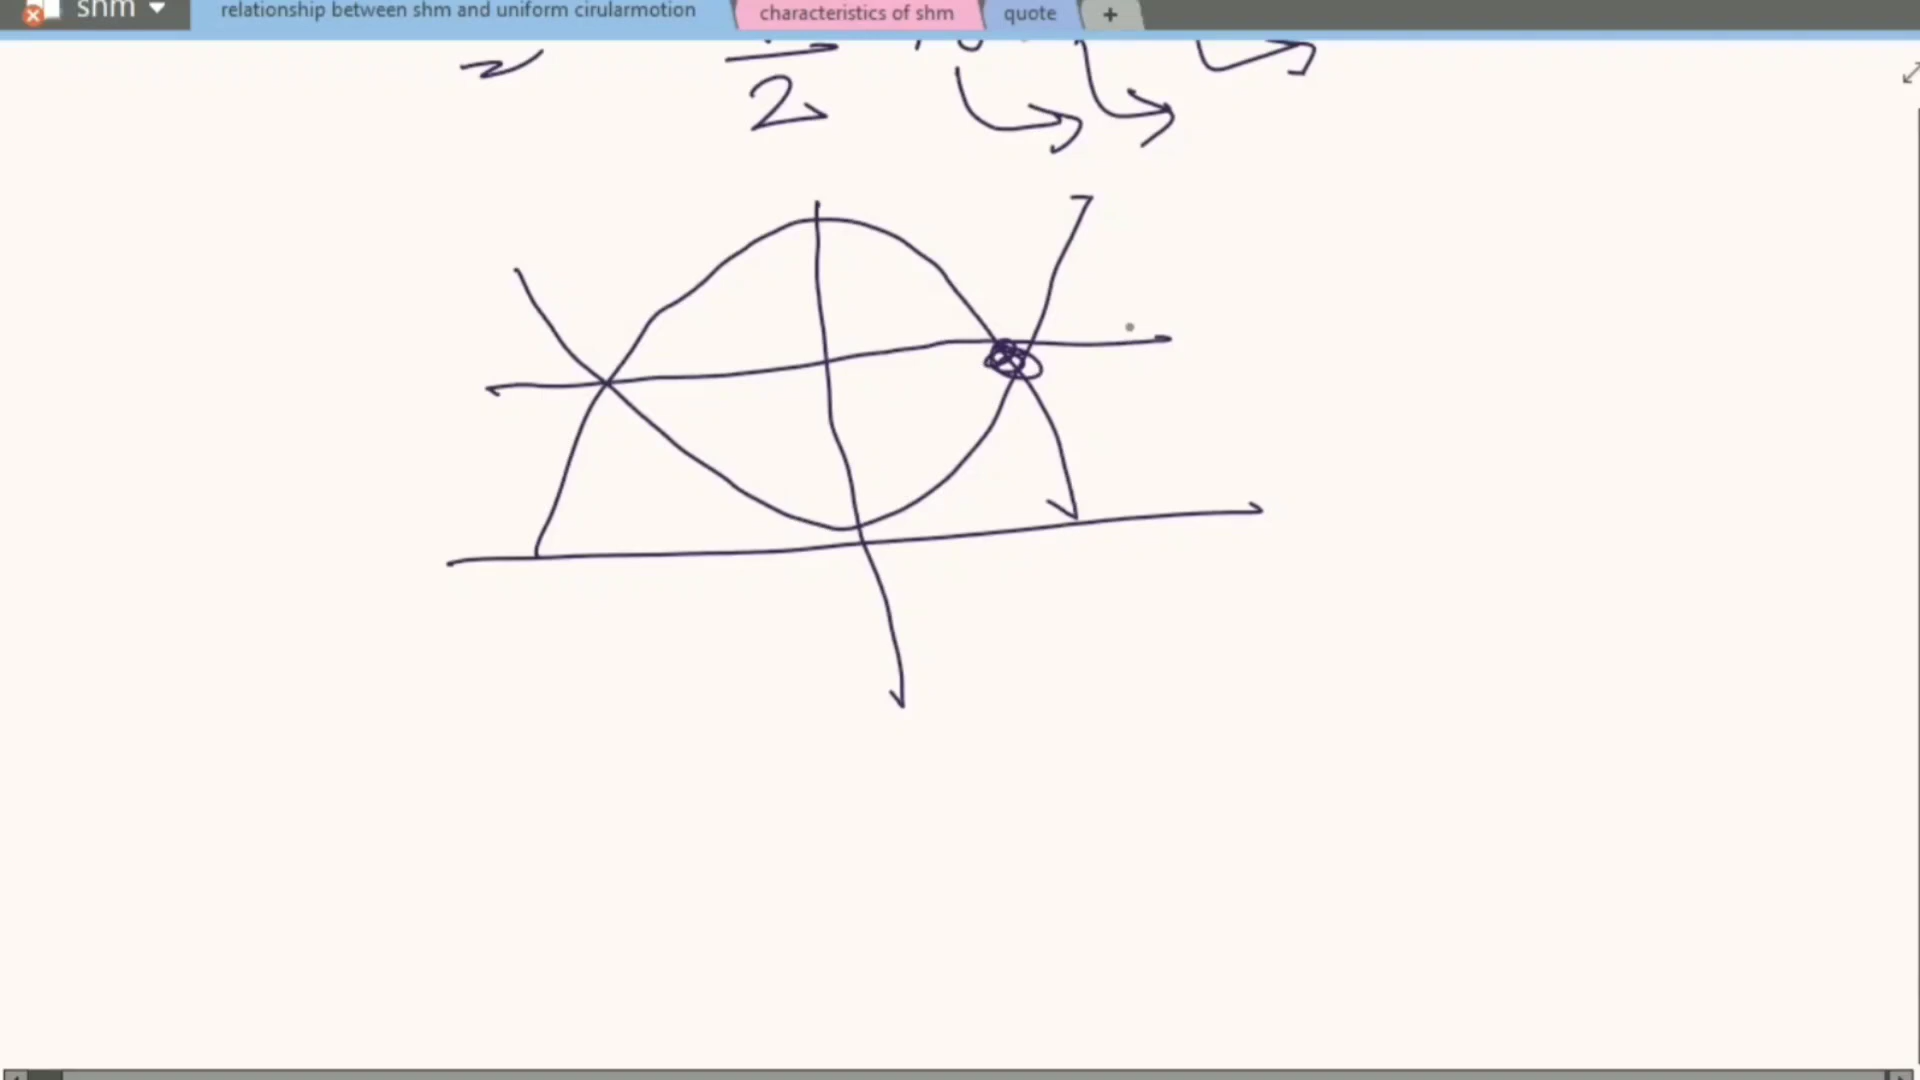 shm
relationship between shm and uniform cirularmotion
characteristics of shm
quote
+
2